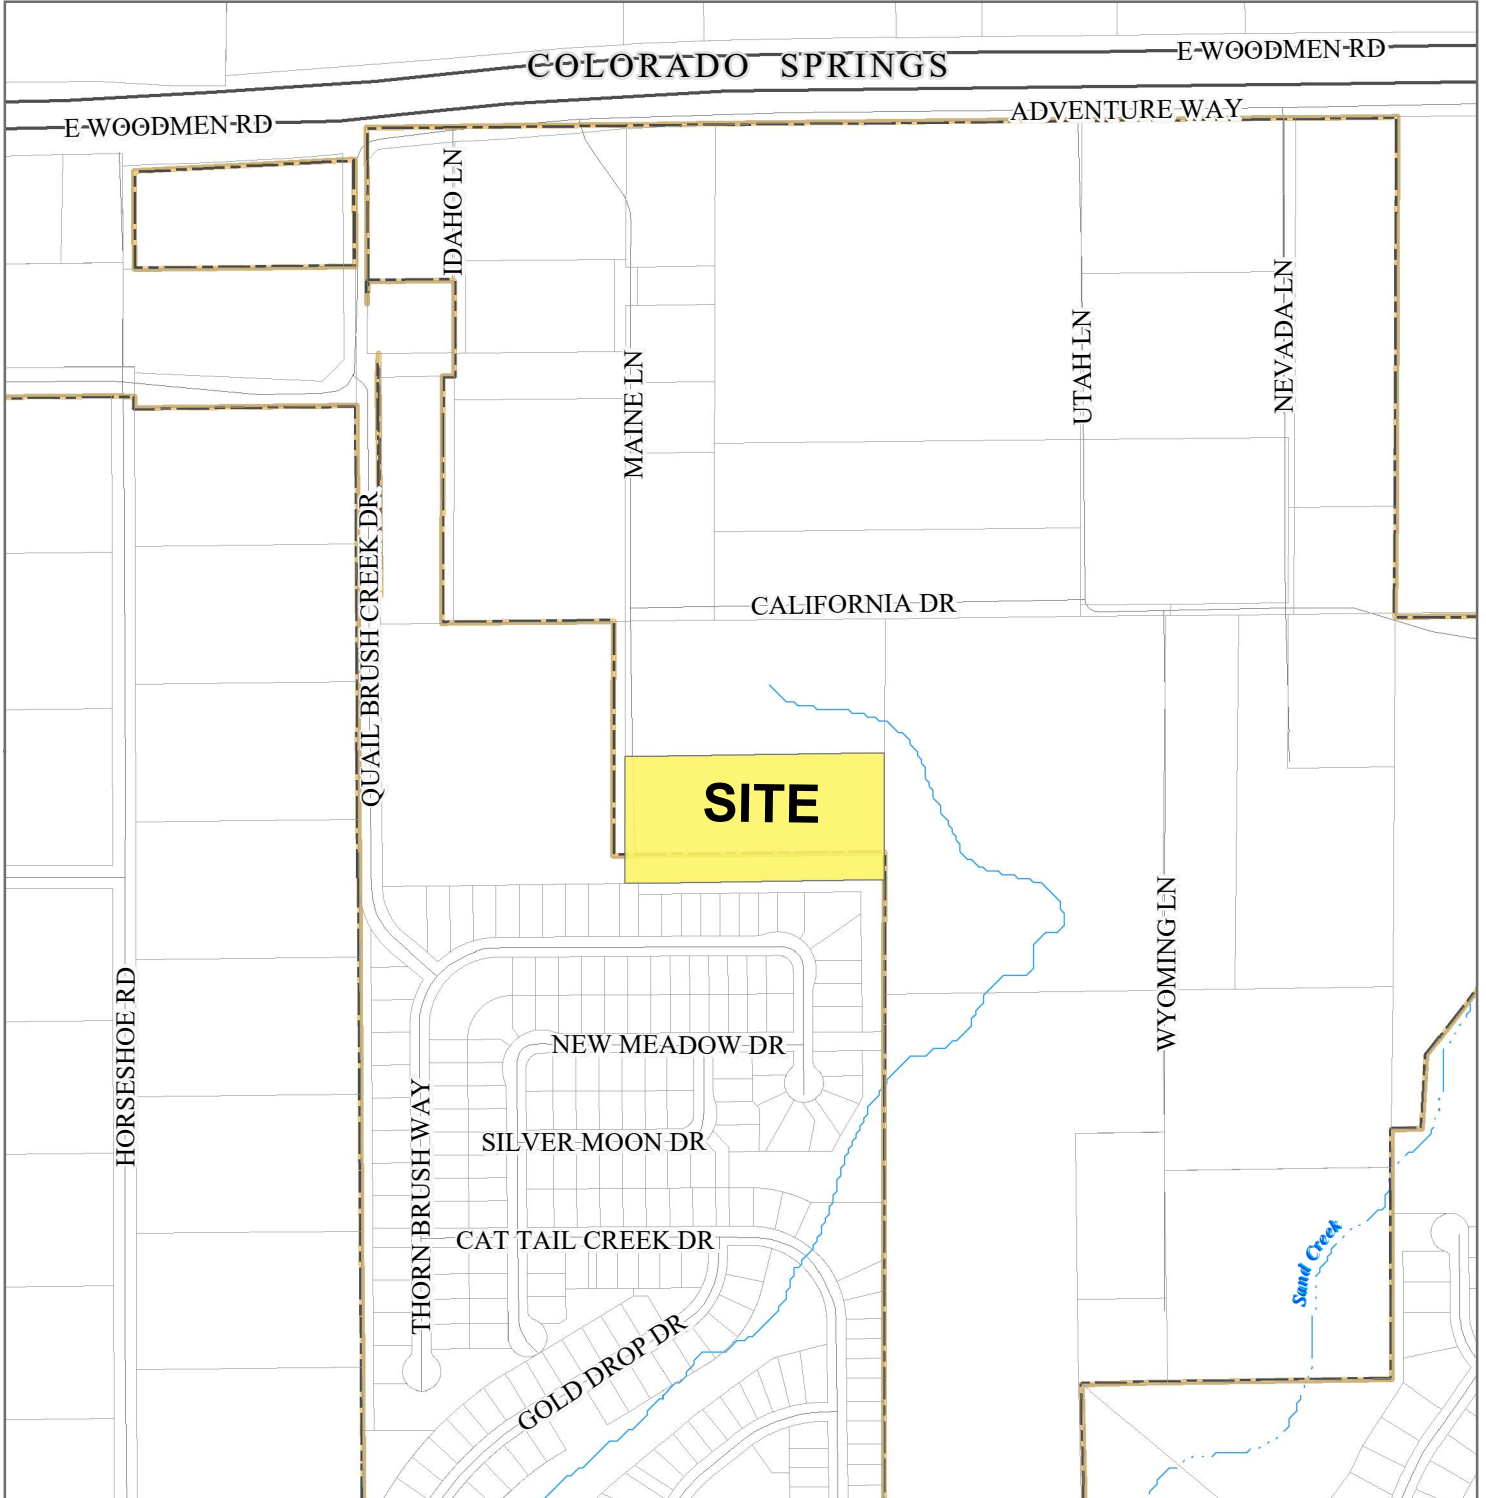 E WOODMEN RD
COLORADO SPRINGS
ADVENTURE WAY
E WOODMEN RD
IDAHO LN
NEVADA LN
UTAH LN
MAINE LN
QUAIL BRUSH CREEK DR
CALIFORNIA DR
SITE
WYOMING LN
HORSESHOE RD
NEW MEADOW DR
THORN BRUSH WAY
SILVER MOON DR
CAT TAIL CREEK DR
Sand Creek
GOLD DROP DR